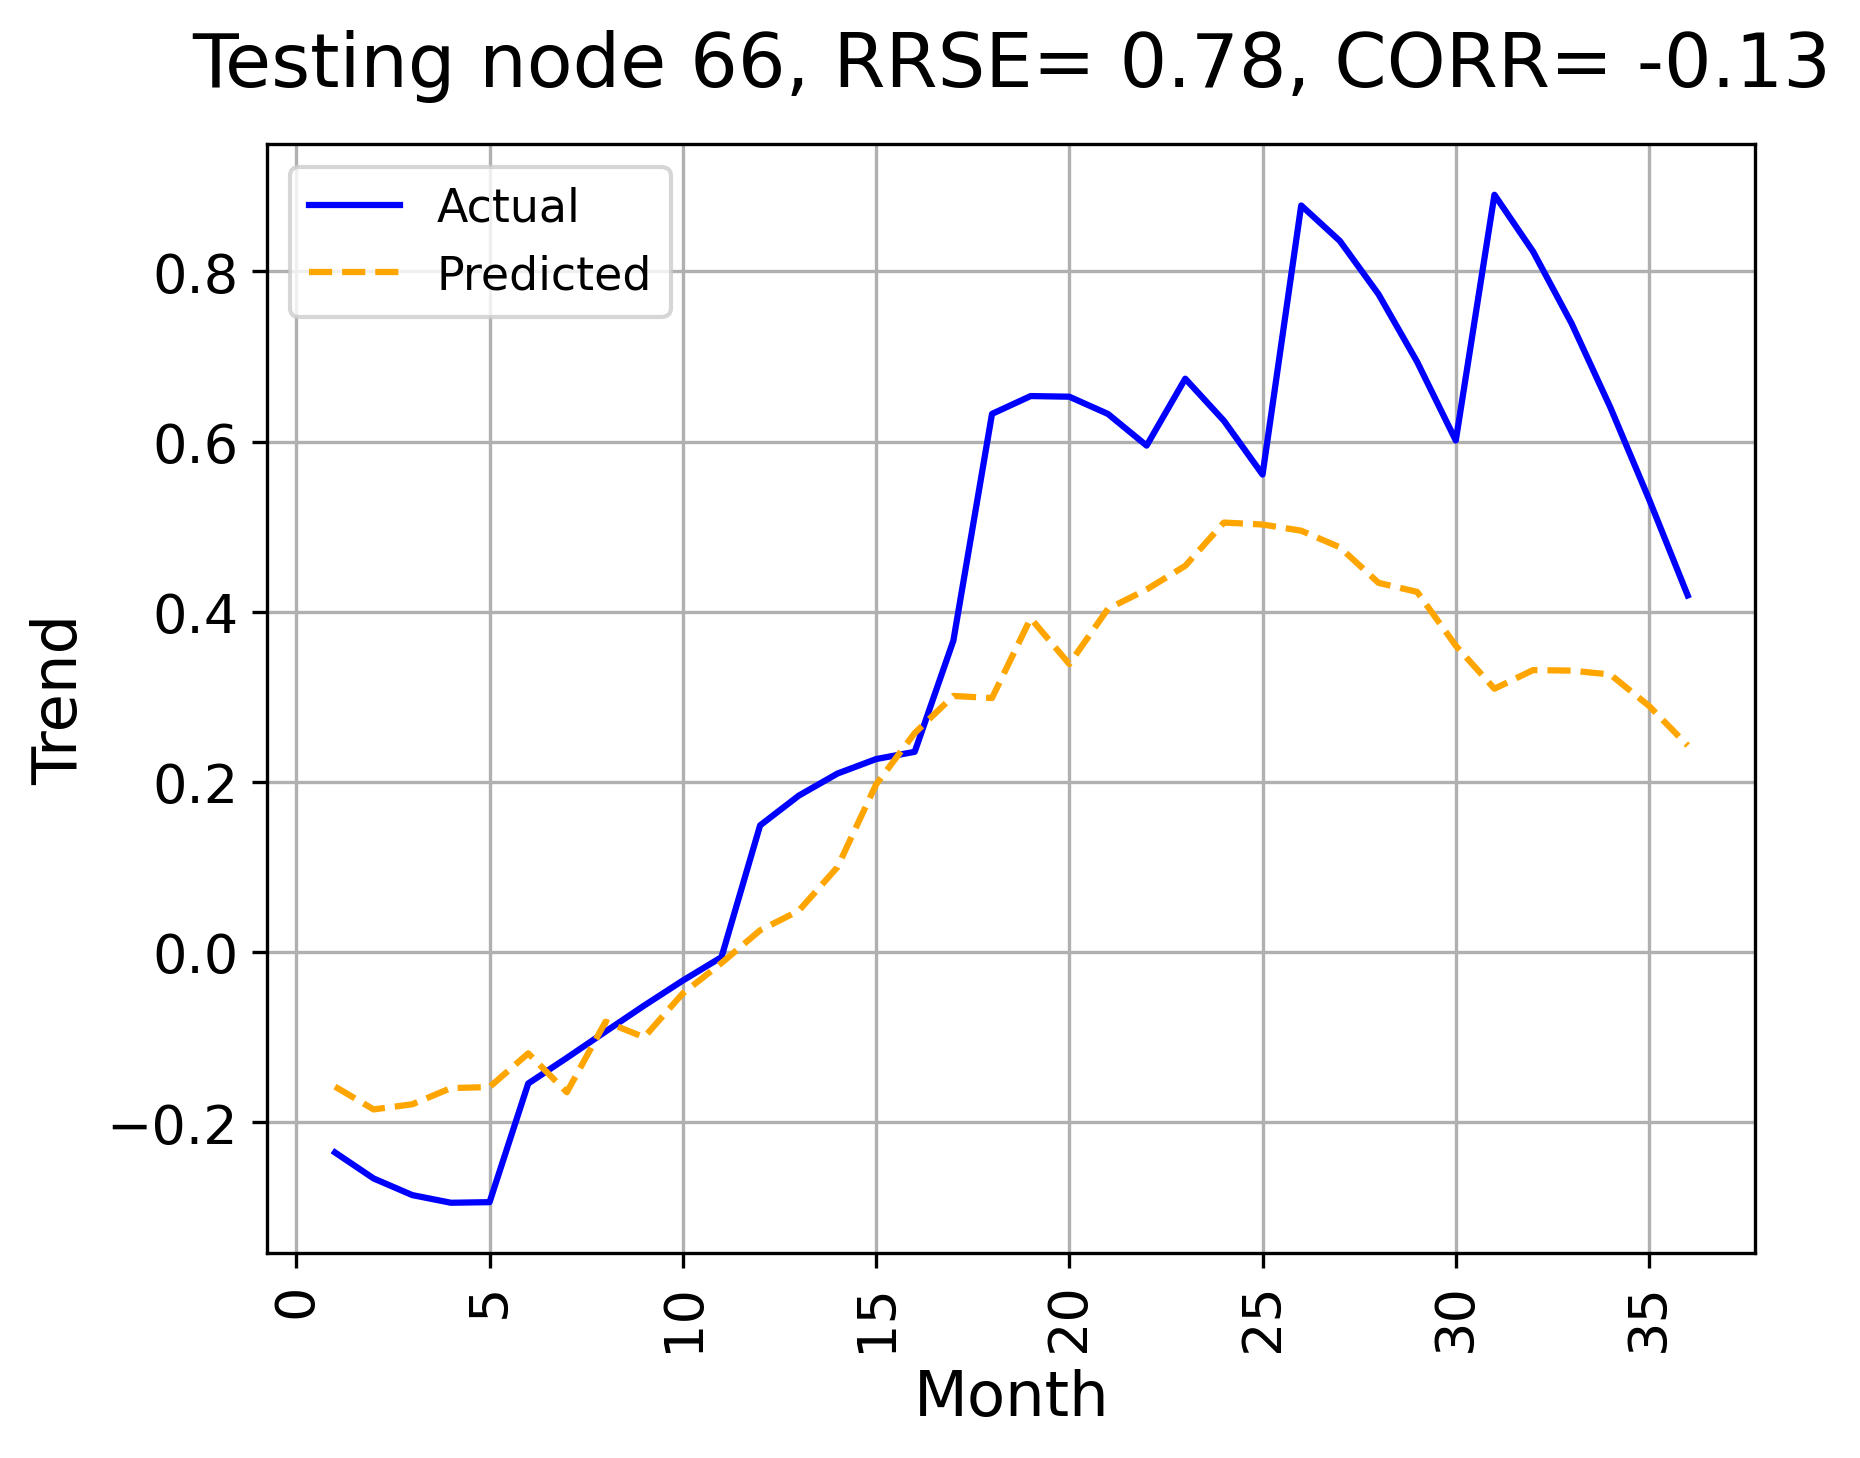 Testing node 66, RRSE= 0.78, CORR= -0.13
Actual
Predicted
Trend
0.8
0.6
0.4
0.2
0.0
−0.2
0 5 10 15 20 25 30 35
Month